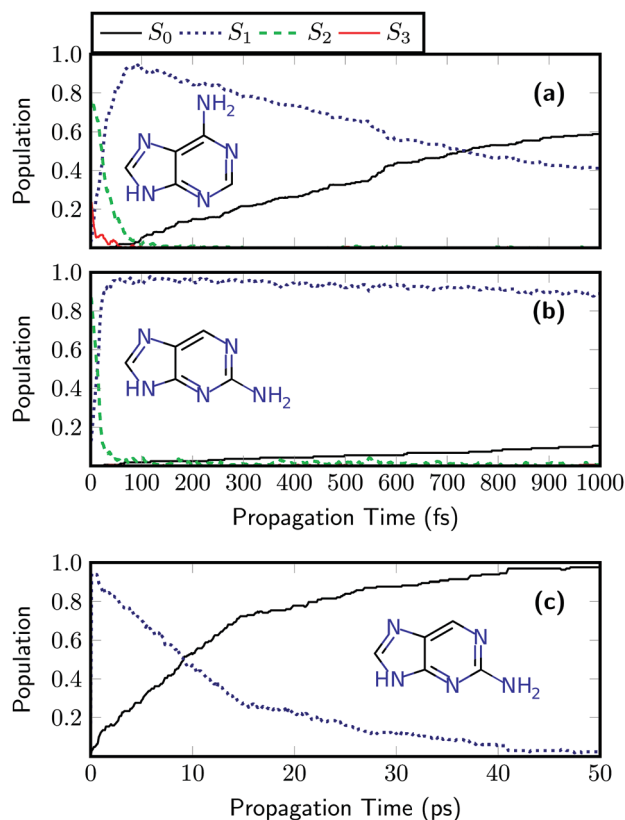 S₀ S₁ S₂ S₃
1.0
0.8
0.6
0.4
0.2
Population
(a)
NH₂
N
N
N
HN
1.0
0.8
0.6
0.4
0.2
Population
(b)
N
N
N
HN
NH₂
0 100 200 300 400 500 600 700 800 900 1000
Propagation Time (fs)
1.0
0.8
0.6
0.4
0.2
Population
(c)
N
N
N
HN
NH₂
0 10 20 30 40 50
Propagation Time (ps)